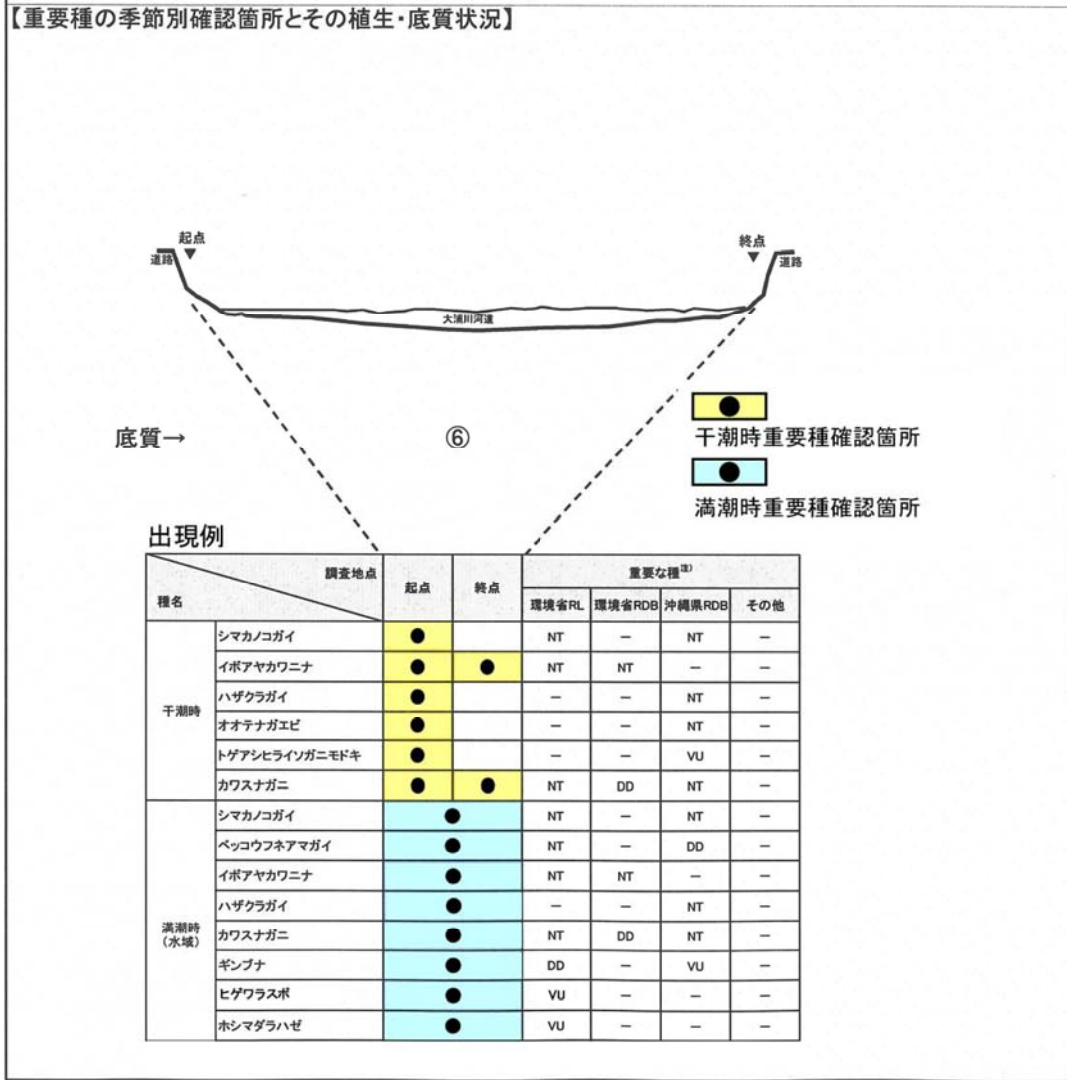 【重要種の季節別確認箇所とその植生・底質状況】
起点
終点
道路
道路
大浦川河道
底質→
⑥
干潮時重要種確認箇所
満潮時重要種確認箇所
出現例
調査地点
種名
起点
終点
重要な種注)
環境省RL 環境省RDB 沖縄県RDB その他
干潮時
シマカノコガイ ● NT － NT －
イボアヤカワニナ ● ● NT NT － －
ハザクラガイ ● － － NT －
オオテナガエビ ● － － NT －
トゲアシヒライソガニモドキ ● － － VU －
カワスナガニ ● ● NT DD NT －
満潮時
(水域)
シマカノコガイ ● NT － NT －
ベッコウフネアマガイ ● NT － DD －
イボアヤカワニナ ● NT NT － －
ハザクラガイ ● － － NT －
カワスナガニ ● NT DD NT －
ギンブナ ● DD － VU －
ヒゲワラスボ ● VU － － －
ホシマダラハゼ ● VU － － －